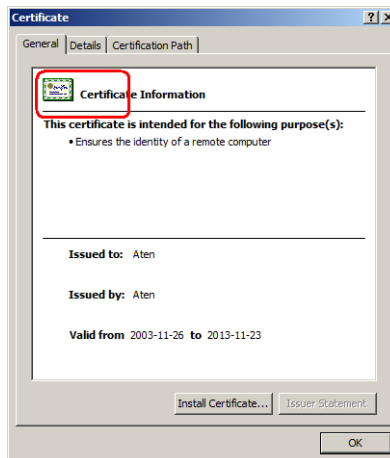 Certificate
General Details Certification Path
Certificate Information
This certificate is intended for the following purpose(s):
• Ensures the identity of a remote computer
Issued to: Aten
Issued by: Aten
Valid from 2003-11-26 to 2013-11-23
Install Certificate... Issuer Statement
OK